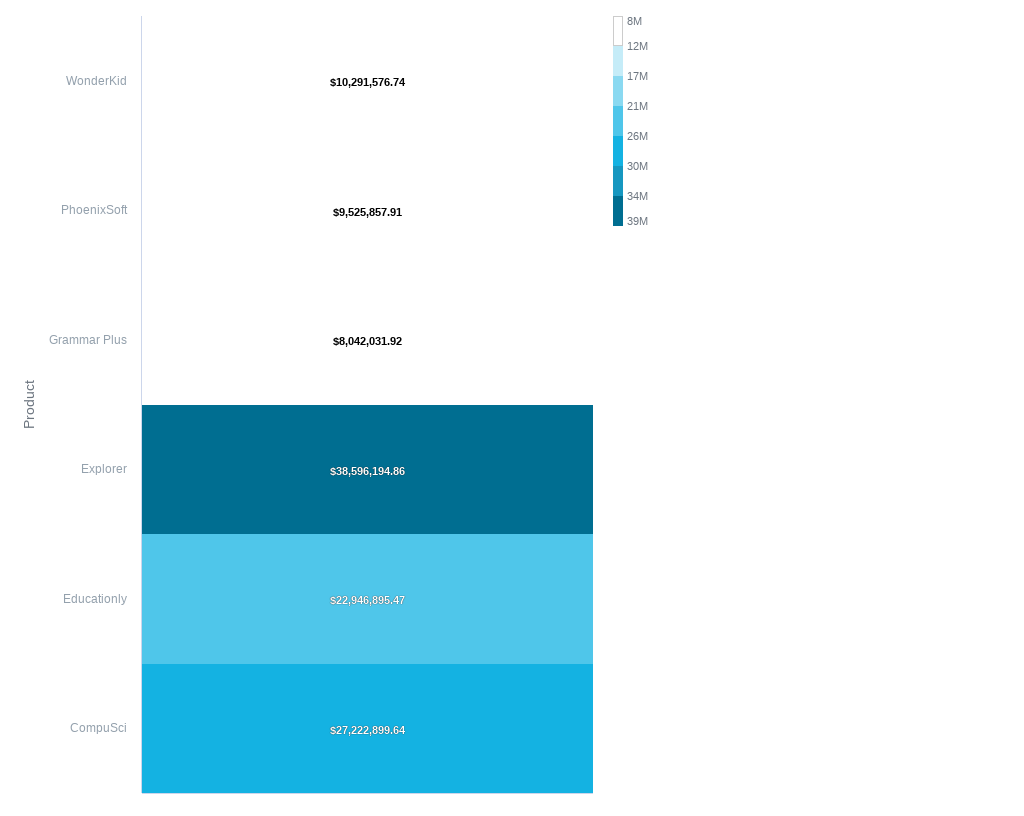 WonderKid
$10,291,576.74
PhoenixSoft
$9,525,857.91
Grammar Plus
$8,042,031.92
Product
Explorer
$38,596,194.86
Educationly
$22,946,895.47
CompuSci
$27,222,899.64
8M
12M
17M
21M
26M
30M
34M
39M